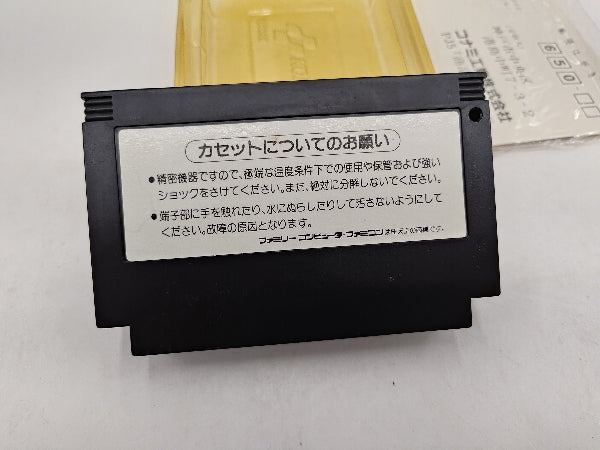 カセットについてのお願い
●精密機器ですので、極端な温度条件下での使用や保管および強い
ショックをさけてください。また、絶対に分解しないでください。
●端子部に手を触れたり、水にぬらしたりして汚さないようにして
ください。故障の原因となります。
ファミリーコンピュータ・ファミコンは任天堂の商標です。
650
コナミ工業株式会社